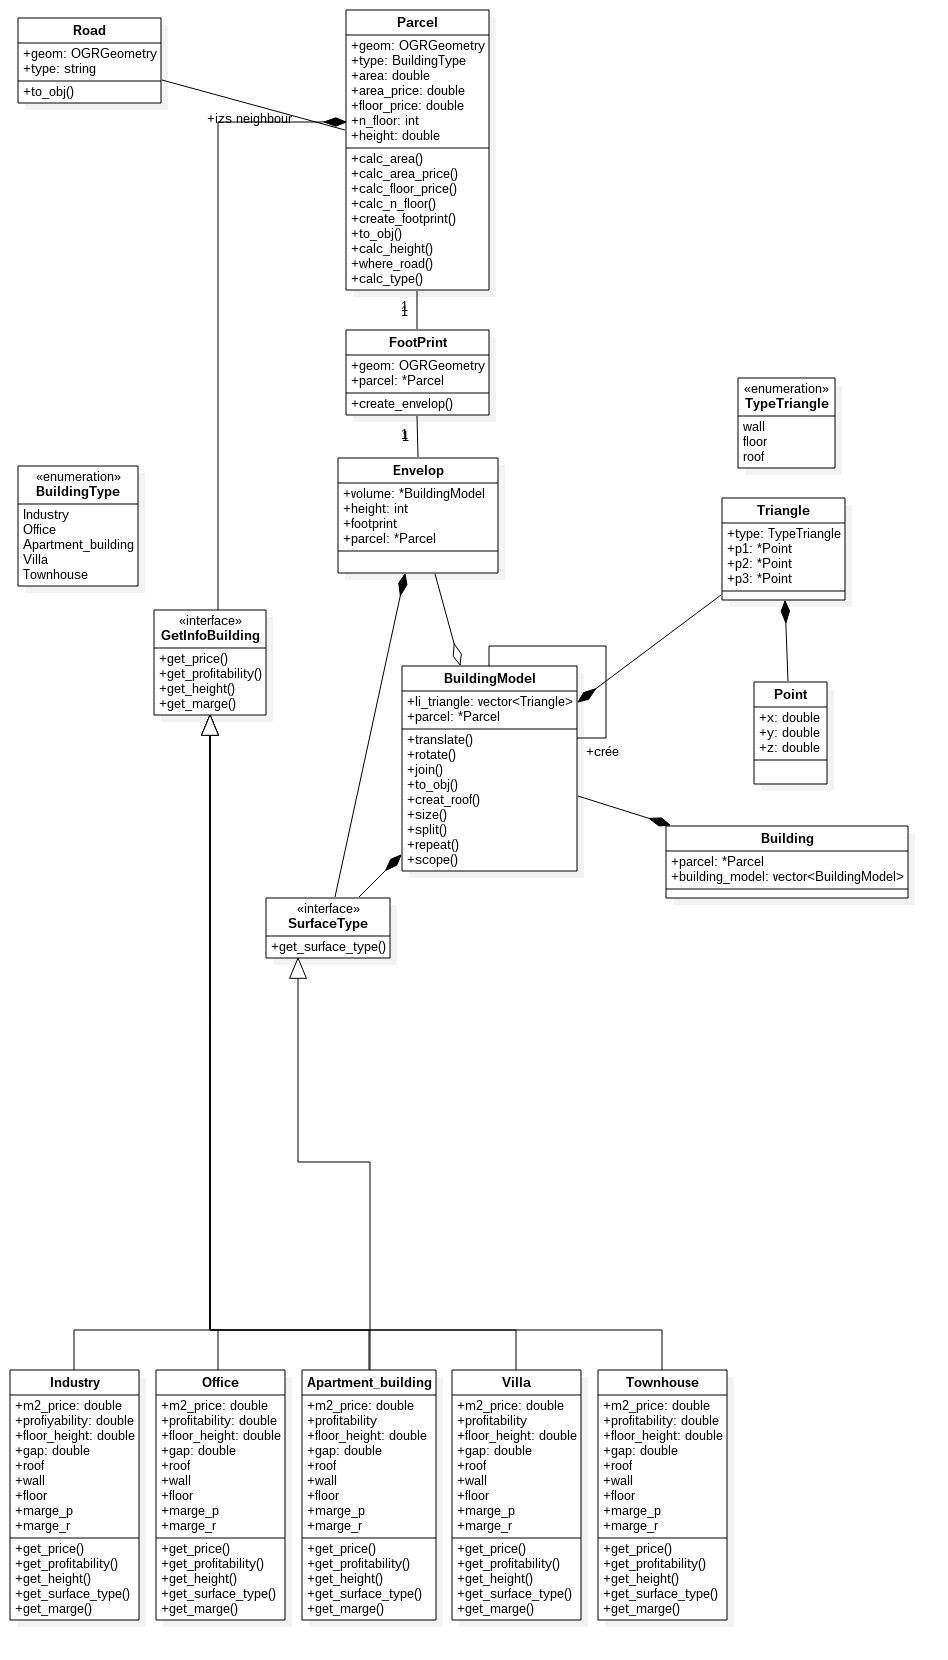 Road
+geom: OGRGeometry
+type: string
+to_obj()
Parcel
+geom: OGRGeometry
+type: BuildingType
+area: double
+area_price: double
+floor_price: double
+n_floor: int
+height: double
+calc_area()
+calc_area_price()
+calc_floor_price()
+calc_n_floor()
+create_footprint()
+to_obj()
+calc_height()
+where_road()
+calc_type()
+izs neighbour
1
1
FootPrint
+geom: OGRGeometry
+parcel: *Parcel
+create_envelop()
1
1
Envelop
+volume: *BuildingModel
+height: int
+footprint
+parcel: *Parcel
«enumeration»
TypeTriangle
wall
floor
roof
«enumeration»
BuildingType
Industry
Office
Apartment_building
Villa
Townhouse
Triangle
+type: TypeTriangle
+p1: *Point
+p2: *Point
+p3: *Point
«interface»
GetInfoBuilding
+get_price()
+get_profitability()
+get_height()
+get_marge()
BuildingModel
+li_triangle: vector<Triangle>
+parcel: *Parcel
+translate()
+rotate()
+join()
+to_obj()
+creat_roof()
+size()
+split()
+repeat()
+scope()
+crée
Point
+x: double
+y: double
+z: double
Building
+parcel: *Parcel
+building_model: vector<BuildingModel>
«interface»
SurfaceType
+get_surface_type()
Industry
+m2_price: double
+profiyability: double
+floor_height: double
+gap: double
+roof
+wall
+floor
+marge_p
+marge_r
+get_price()
+get_profitability()
+get_height()
+get_surface_type()
+get_marge()
Office
+m2_price: double
+profitability: double
+floor_height: double
+gap: double
+roof
+wall
+floor
+marge_p
+marge_r
+get_price()
+get_profitability()
+get_height()
+get_surface_type()
+get_marge()
Apartment_building
+m2_price: double
+profitability
+floor_height: double
+gap: double
+roof
+wall
+floor
+marge_p
+marge_r
+get_price()
+get_profitability()
+get_height()
+get_surface_type()
+get_marge()
Villa
+m2_price: double
+profitability
+floor_height: double
+gap: double
+roof
+wall
+floor
+marge_p
+marge_r
+get_price()
+get_profitability()
+get_height()
+get_surface_type()
+get_marge()
Townhouse
+m2_price: double
+profitability: double
+floor_height: double
+gap: double
+roof
+wall
+floor
+marge_p
+marge_r
+get_price()
+get_profitability()
+get_height()
+get_surface_type()
+get_marge()